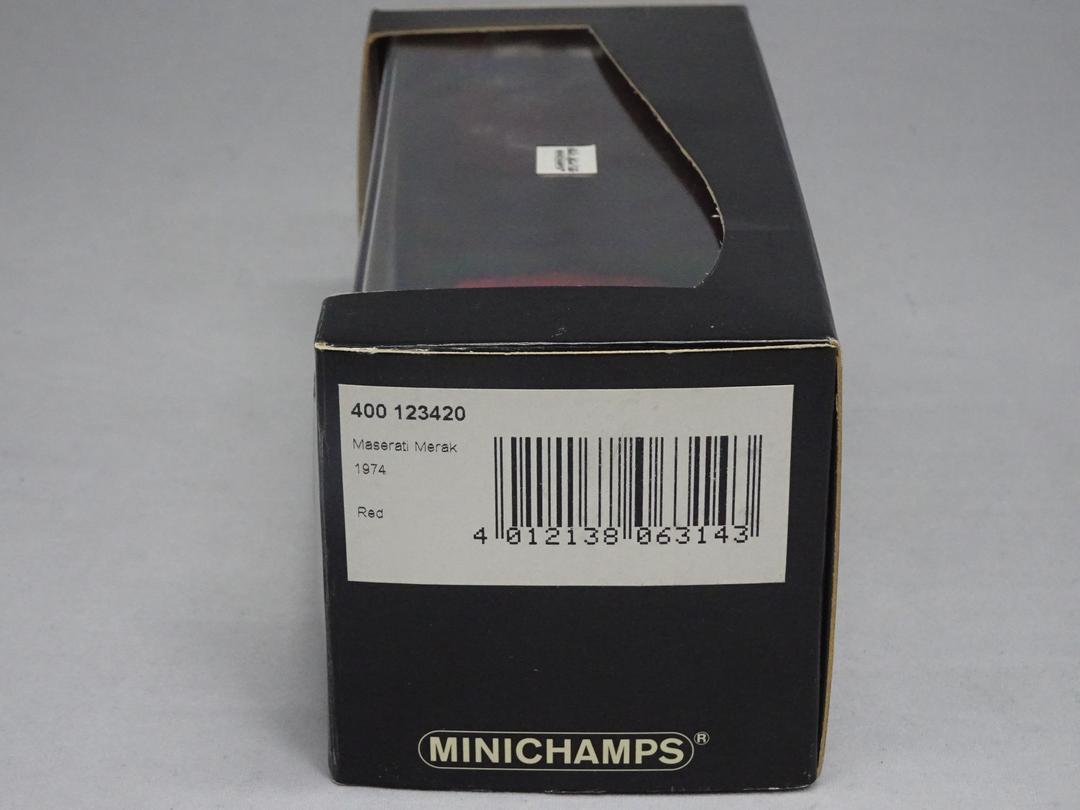 400 123420
Maserati Merak
1974
Red
4 012138 063143
MINICHAMPS®